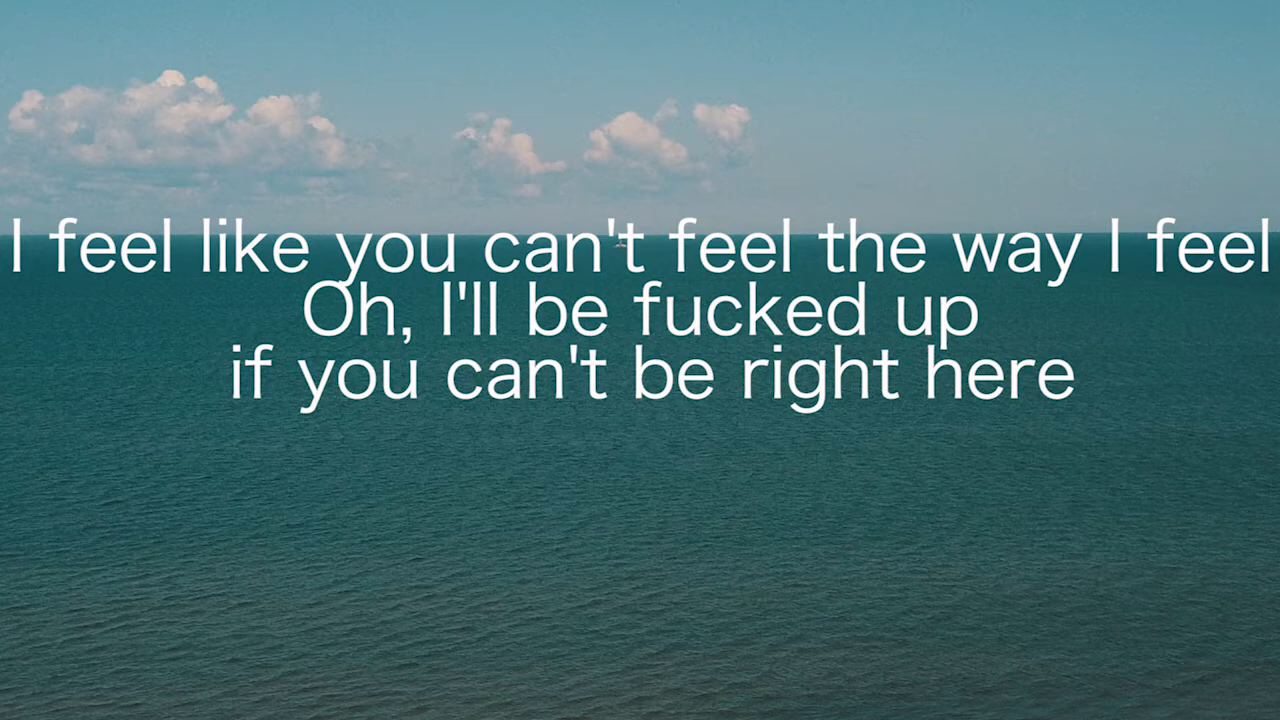 I feel like you can't feel the way I feel
Oh, I'll be fucked up
if you can't be right here